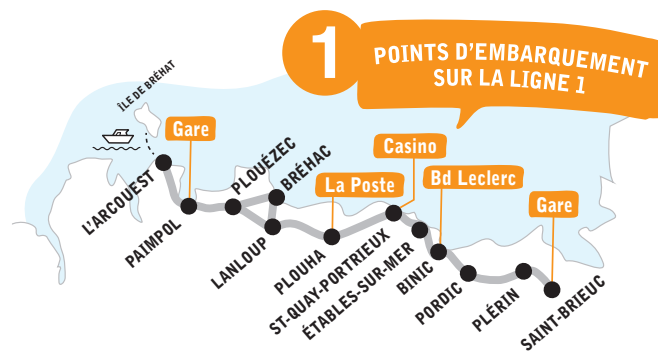 1
POINTS D'EMBARQUEMENT
SUR LA LIGNE 1
ÎLE DE BRÉHAT
Gare
Casino
La Poste
Bd Leclerc
Gare
L'ARCOUEST
PAIMPOL
PLOUÉZEC
BRÉHAC
LANLOUP
PLOUHA
ST-QUAY-PORTRIEUX
ÉTABLES-SUR-MER
BINIC
PORDIC
PLÉRIN
SAINT-BRIEUC